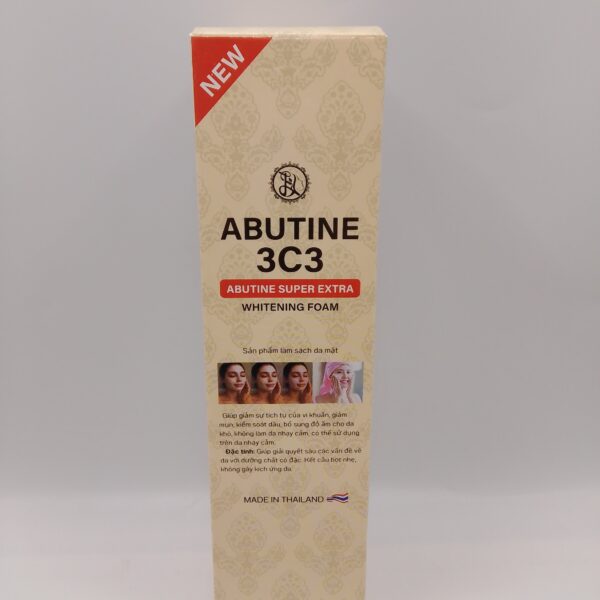 NEW
ABUTINE
3C3
ABUTINE SUPER EXTRA
WHITENING FOAM
Sản phẩm làm sạch da mặt
Giúp giảm sự tích tụ của vi khuẩn, giảm
mụn, kiểm soát dầu, bổ sung độ ẩm cho da
khô, không làm da nhạy cảm, có thể sử dụng
trên da nhạy cảm.
Đặc tính: Giúp giải quyết sâu các vấn đề về
da với dưỡng chất cô đặc. Kết cấu bọt nhẹ,
không gây kích ứng da.
MADE IN THAILAND